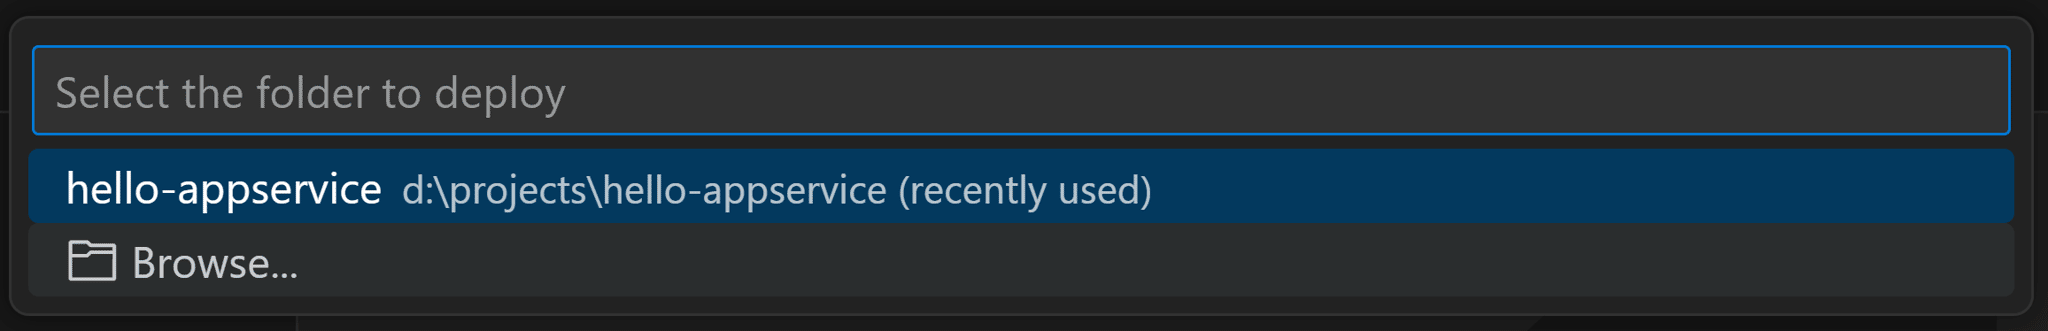 Select the folder to deploy
hello-appservice d:\projects\hello-appservice (recently used)
Browse...